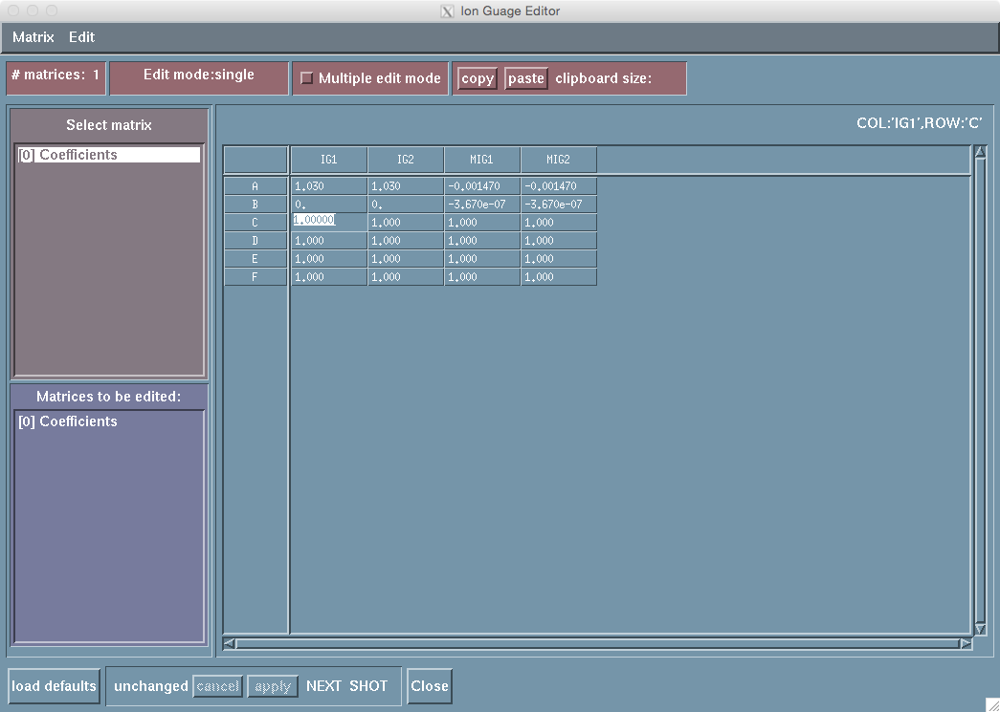 Ion Guage Editor
Matrix Edit
# matrices: 1 Edit mode:single Multiple edit mode copy paste clipboard size:
Select matrix
[0] Coefficients
Matrices to be edited:
[0] Coefficients
COL:'IG1',ROW:'C'
IG1 IG2 MIG1 MIG2
A 1.030 1.030 -0.001470 -0.001470
B 0. 0. -3.670e-07 -3.670e-07
C 1.00000 1.000 1.000 1.000
D 1.000 1.000 1.000 1.000
E 1.000 1.000 1.000 1.000
F 1.000 1.000 1.000 1.000
load defaults unchanged cancel apply NEXT SHOT Close